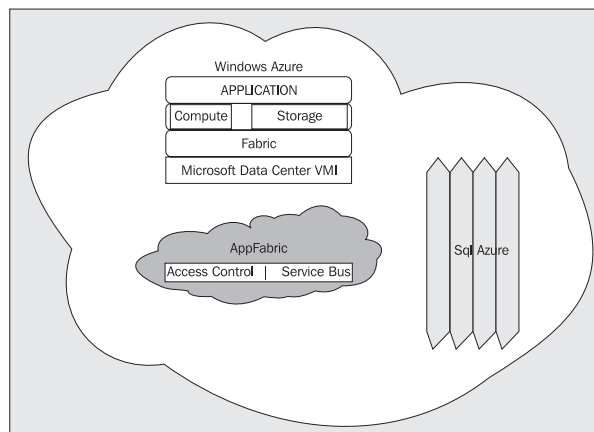 Windows Azure
APPLICATION
Compute
Storage
Fabric
Microsoft Data Center VMI
AppFabric
Access Control | Service Bus
Sql Azure